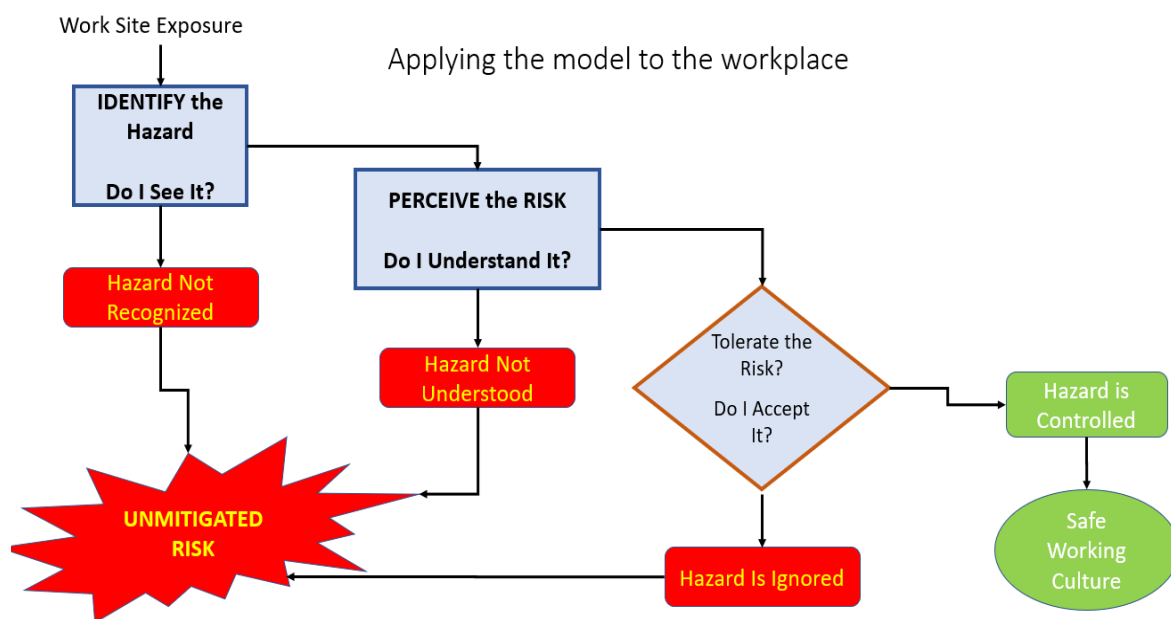 Work Site Exposure
Applying the model to the workplace
IDENTIFY the
Hazard
Do I See It?
PERCEIVE the RISK
Do I Understand It?
Hazard Not
Recognized
Tolerate the
Risk?
Do I Accept
It?
Hazard Not
Understood
Hazard is
Controlled
UNMITIGATED
RISK
Hazard Is Ignored
Safe
Working
Culture